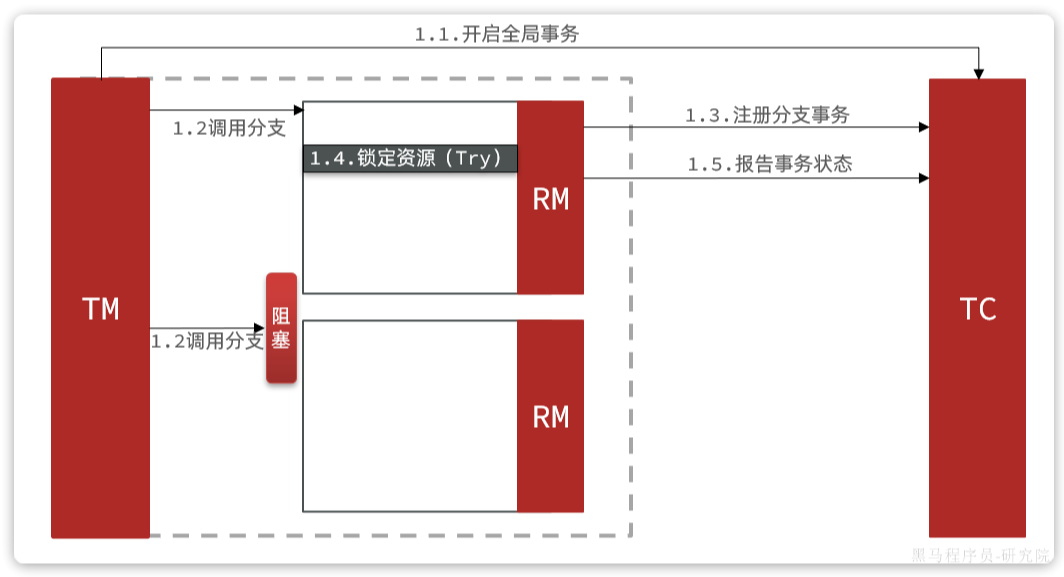 1.1.开启全局事务
1.2调用分支
1.3.注册分支事务
1.4.锁定资源（Try）
1.5.报告事务状态
RM
TM
阻
塞
TC
1.2调用分支
RM
黑马程序员-研究院